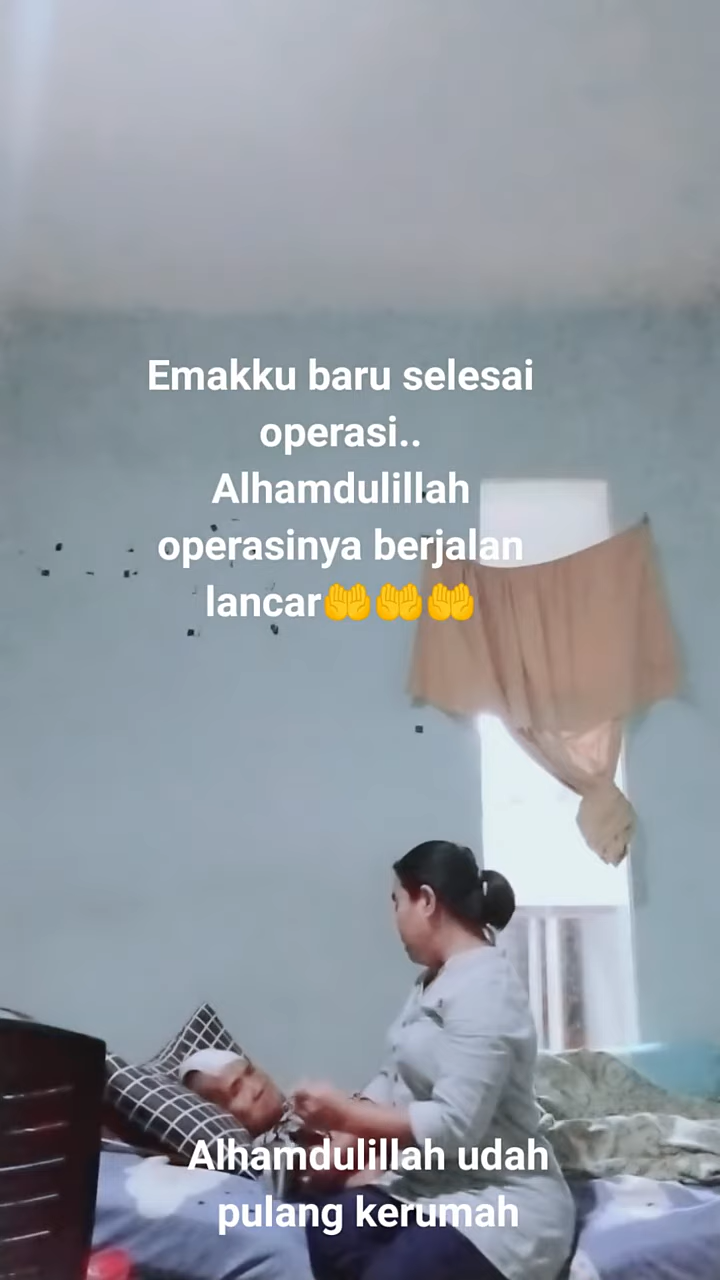 Emakku baru selesai
operasi..
Alhamdulillah
operasinya berjalan
lancar🤲🤲🤲
Alhamdulillah udah
pulang kerumah